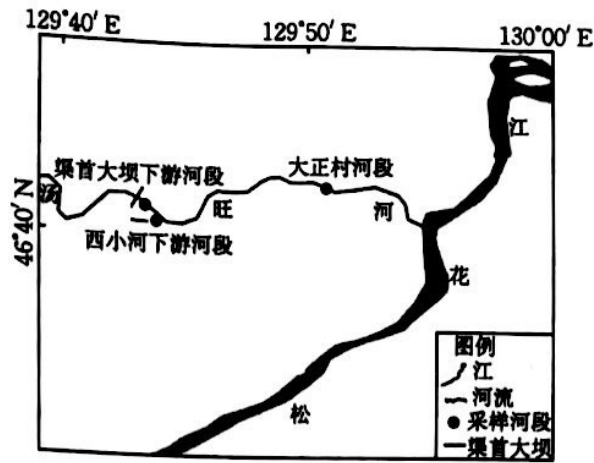 129°40′ E
129°50′ E
130°00′ E
江
渠首大坝下游河段
大正村河段
汤
旺
河
46°40′ N
西小河下游河段
花
松
图例
江
河流
采样河段
渠首大坝